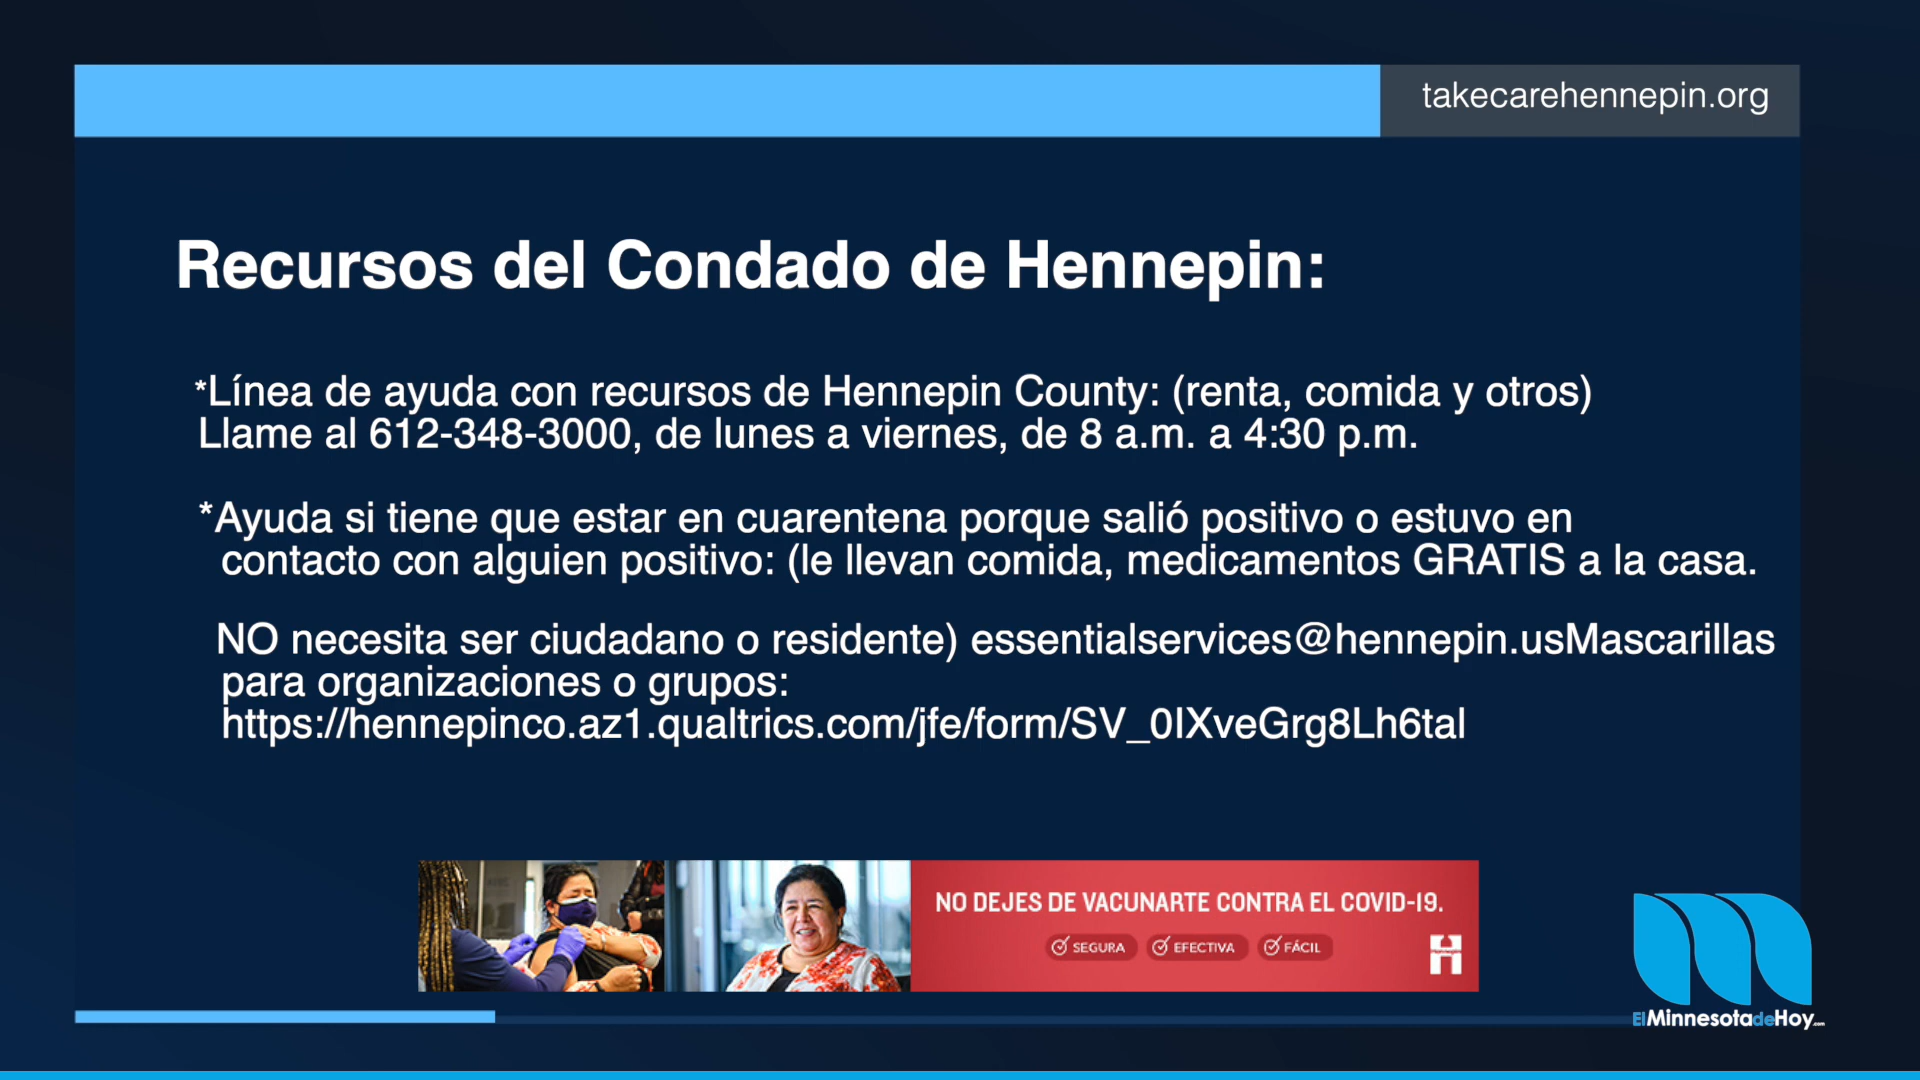 takecarehennepin.org
Recursos del Condado de Hennepin:
*Línea de ayuda con recursos de Hennepin County: (renta, comida y otros)
Llame al 612-348-3000, de lunes a viernes, de 8 a.m. a 4:30 p.m.
*Ayuda si tiene que estar en cuarentena porque salió positivo o estuvo en
contacto con alguien positivo: (le llevan comida, medicamentos GRATIS a la casa.
NO necesita ser ciudadano o residente) essentialservices@hennepin.usMascarillas
para organizaciones o grupos:
https://hennepinco.az1.qualtrics.com/jfe/form/SV_0IXveGrg8Lh6tal
NO DEJES DE VACUNARTE CONTRA EL COVID-19.
SEGURA EFECTIVA FÁCIL
ElMinnesotadeHoy.com